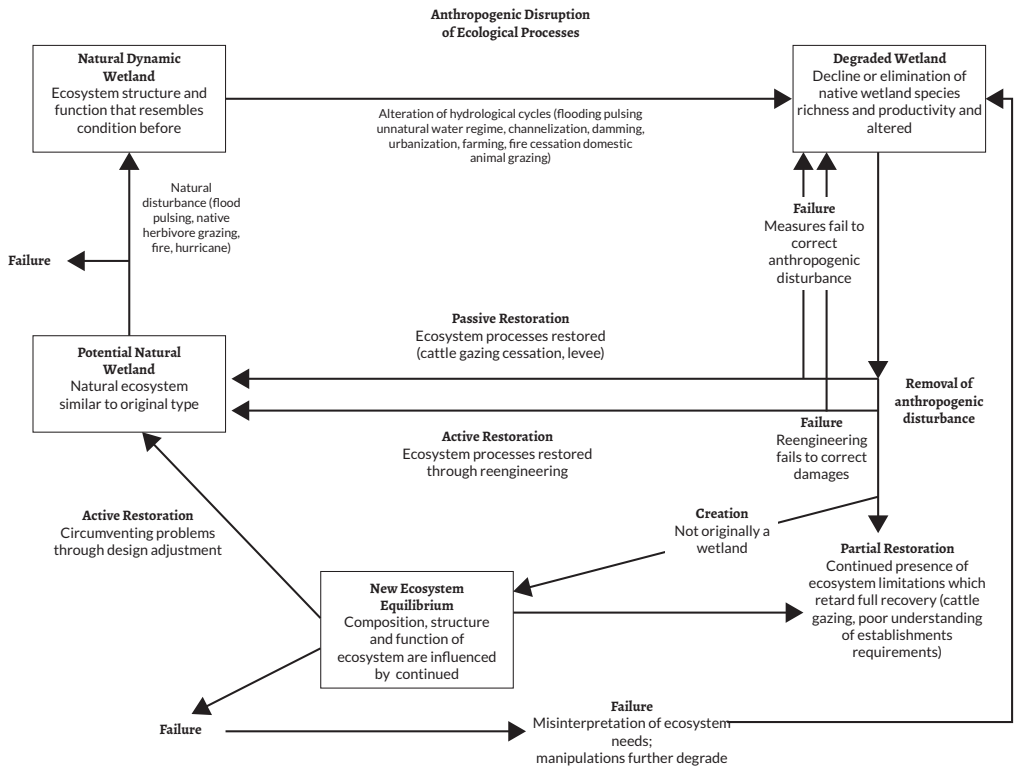 Anthropogenic Disruption
of Ecological Processes
Natural Dynamic
Wetland
Ecosystem structure and
function that resembles
condition before
Degraded Wetland
Decline or elimination of
native wetland species
richness and productivity and
altered
Alteration of hydrological cycles (flooding pulsing
unnatural water regime, channelization, damming,
urbanization, farming, fire cessation domestic
animal grazing)
Natural
disturbance (flood
pulsing, native
herbivore grazing,
fire, hurricane)
Failure
Failure
Measures fail to
correct
anthropogenic
disturbance
Passive Restoration
Ecosystem processes restored
(cattle gazing cessation, levee)
Potential Natural
Wetland
Natural ecosystem
similar to original type
Removal of
anthropogenic
disturbance
Active Restoration
Ecosystem processes restored
through reengineering
Failure
Reengineering
fails to correct
damages
Active Restoration
Circumventing problems
through design adjustment
Creation
Not originally a
wetland
Partial Restoration
Continued presence of
ecosystem limitations which
retard full recovery (cattle
gazing, poor understanding
of establishments
requirements)
New Ecosystem
Equilibrium
Composition, structure
and function of
ecosystem are influenced
by continued
Failure
Failure
Misinterpretation of ecosystem
needs;
manipulations further degrade